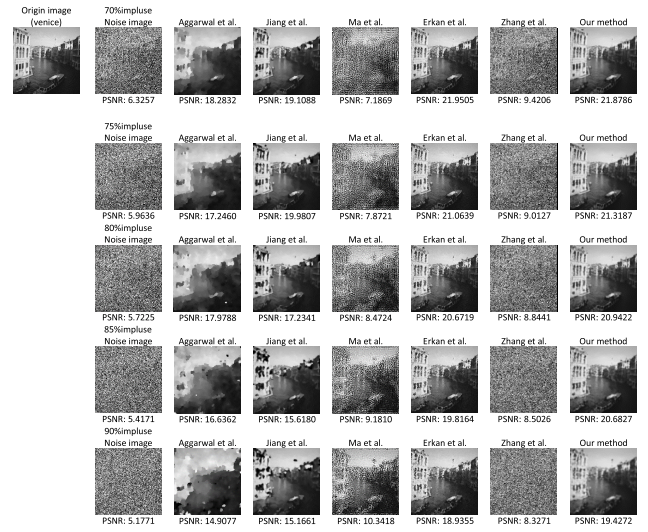 Origin image
(venice)
70%impluse
Noise image
Aggarwal et al.
Jiang et al.
Ma et al.
Erkan et al.
Zhang et al.
Our method
PSNR: 6.3257
PSNR: 18.2832
PSNR: 19.1088
PSNR: 7.1869
PSNR: 21.9505
PSNR: 9.4206
PSNR: 21.8786
75%impluse
Noise image
Aggarwal et al.
Jiang et al.
Ma et al.
Erkan et al.
Zhang et al.
Our method
PSNR: 5.9636
PSNR: 17.2460
PSNR: 19.9807
PSNR: 7.8721
PSNR: 21.0639
PSNR: 9.0127
PSNR: 21.3187
80%impluse
Noise image
Aggarwal et al.
Jiang et al.
Ma et al.
Erkan et al.
Zhang et al.
Our method
PSNR: 5.7225
PSNR: 17.9788
PSNR: 17.2341
PSNR: 8.4724
PSNR: 20.6719
PSNR: 8.8441
PSNR: 20.9422
85%impluse
Noise image
Aggarwal et al.
Jiang et al.
Ma et al.
Erkan et al.
Zhang et al.
Our method
PSNR: 5.4171
PSNR: 16.6362
PSNR: 15.6180
PSNR: 9.1810
PSNR: 19.8164
PSNR: 8.5026
PSNR: 20.6827
90%impluse
Noise image
Aggarwal et al.
Jiang et al.
Ma et al.
Erkan et al.
Zhang et al.
Our method
PSNR: 5.1771
PSNR: 14.9077
PSNR: 15.1661
PSNR: 10.3418
PSNR: 18.9355
PSNR: 8.3271
PSNR: 19.4272